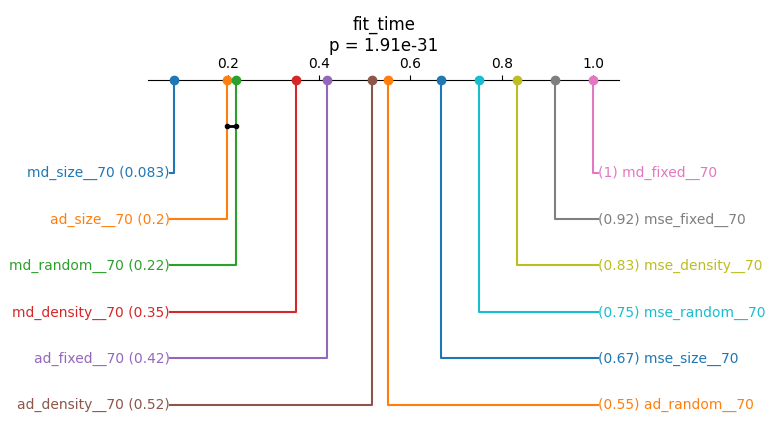 fit_time
p = 1.91e-31
0.2 0.4 0.6 0.8 1.0
md_size__70 (0.083) (1) md_fixed__70
ad_size__70 (0.2) (0.92) mse_fixed__70
md_random__70 (0.22) (0.83) mse_density__70
md_density__70 (0.35) (0.75) mse_random__70
ad_fixed__70 (0.42) (0.67) mse_size__70
ad_density__70 (0.52) (0.55) ad_random__70